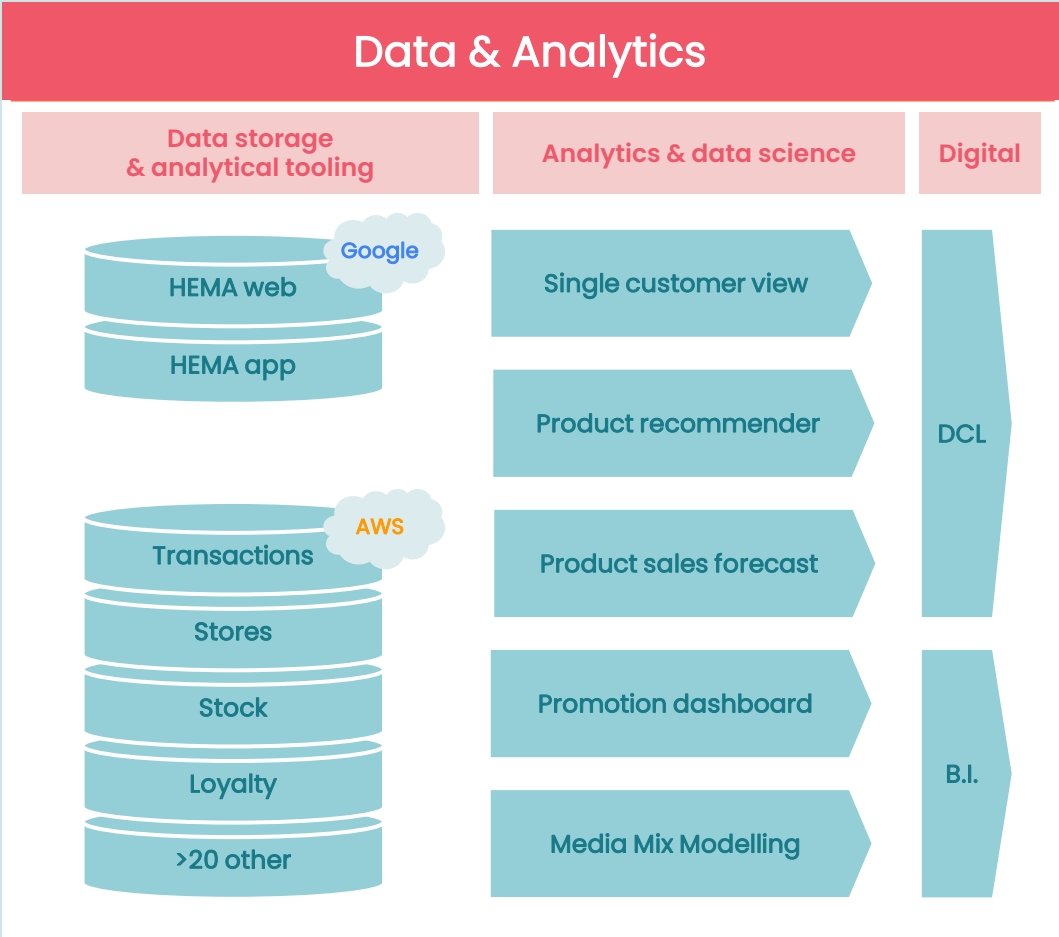 Data & Analytics
Data storage
& analytical tooling
Analytics & data science
Digital
Google
HEMA web
HEMA app
AWS
Transactions
Stores
Stock
Loyalty
>20 other
Single customer view
Product recommender
Product sales forecast
Promotion dashboard
Media Mix Modelling
DCL
B.I.